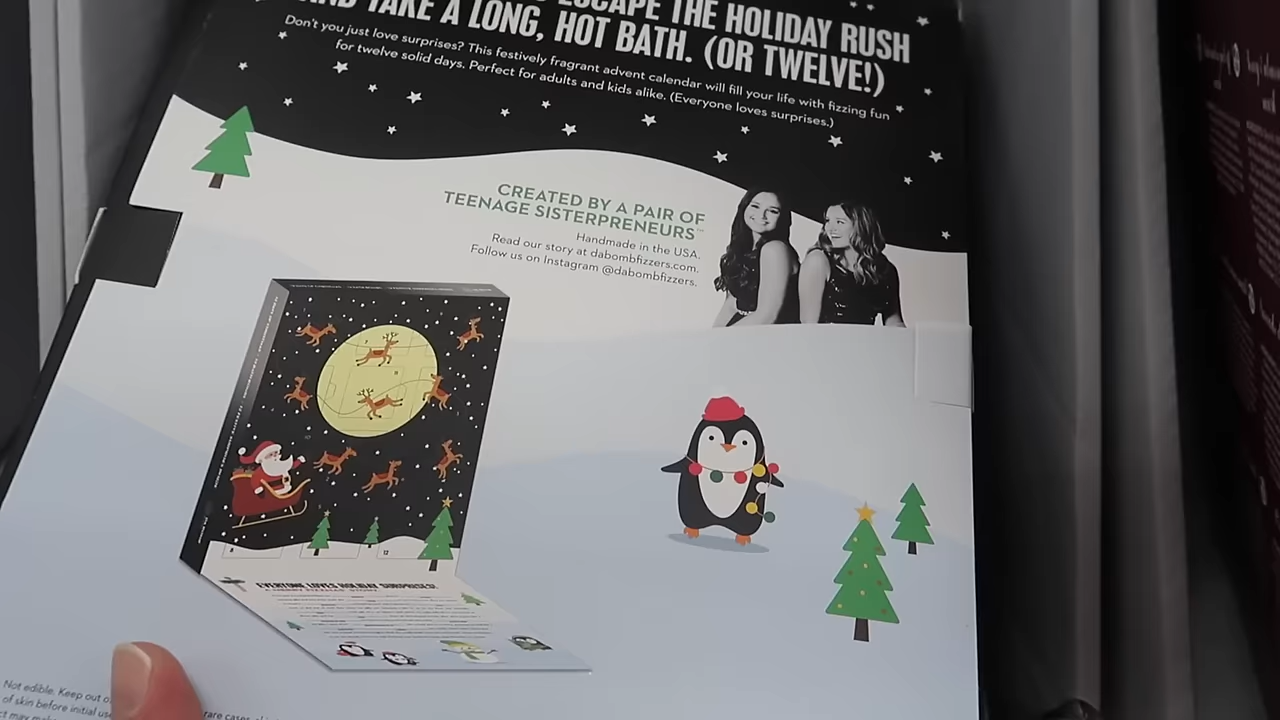 ESCAPE THE HOLIDAY RUSH
AND TAKE A LONG, HOT BATH. (OR TWELVE!)
Don't you just love surprises? This festively fragrant advent calendar will fill your life with fizzing fun
for twelve solid days. Perfect for adults and kids alike. (Everyone loves surprises.)
CREATED BY A PAIR OF
TEENAGE SISTERPRENEURS™
Handmade in the USA.
Read our story at dabombfizzers.com.
Follow us on Instagram @dabombfizzers.
12
EVERYONE LOVES HOLIDAY SURPRISES!
Not edible. Keep out
of skin before initial
rare cases,